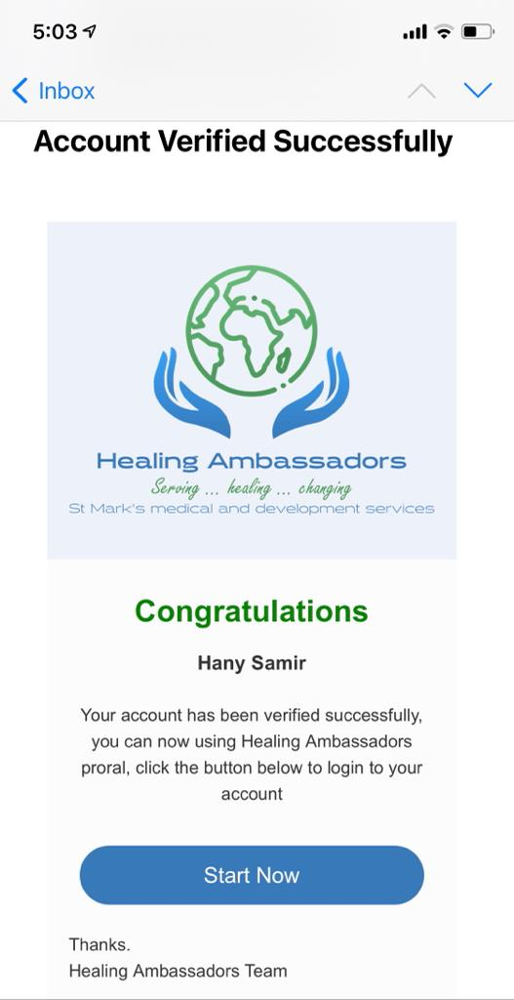 5:03
Inbox
Account Verified Successfully
Healing Ambassadors
Serving ... healing ... changing
St Mark's medical and development services
Congratulations
Hany Samir
Your account has been verified successfully,
you can now using Healing Ambassadors
proral, click the button below to login to your
account
Start Now
Thanks.
Healing Ambassadors Team